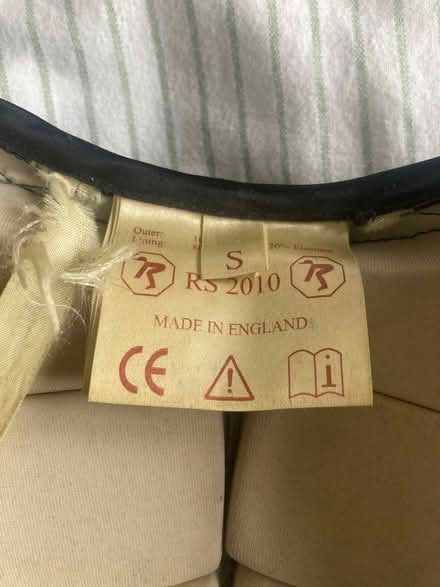 Outer:
Lining:
S
RS 2010
MADE IN ENGLAND
CE